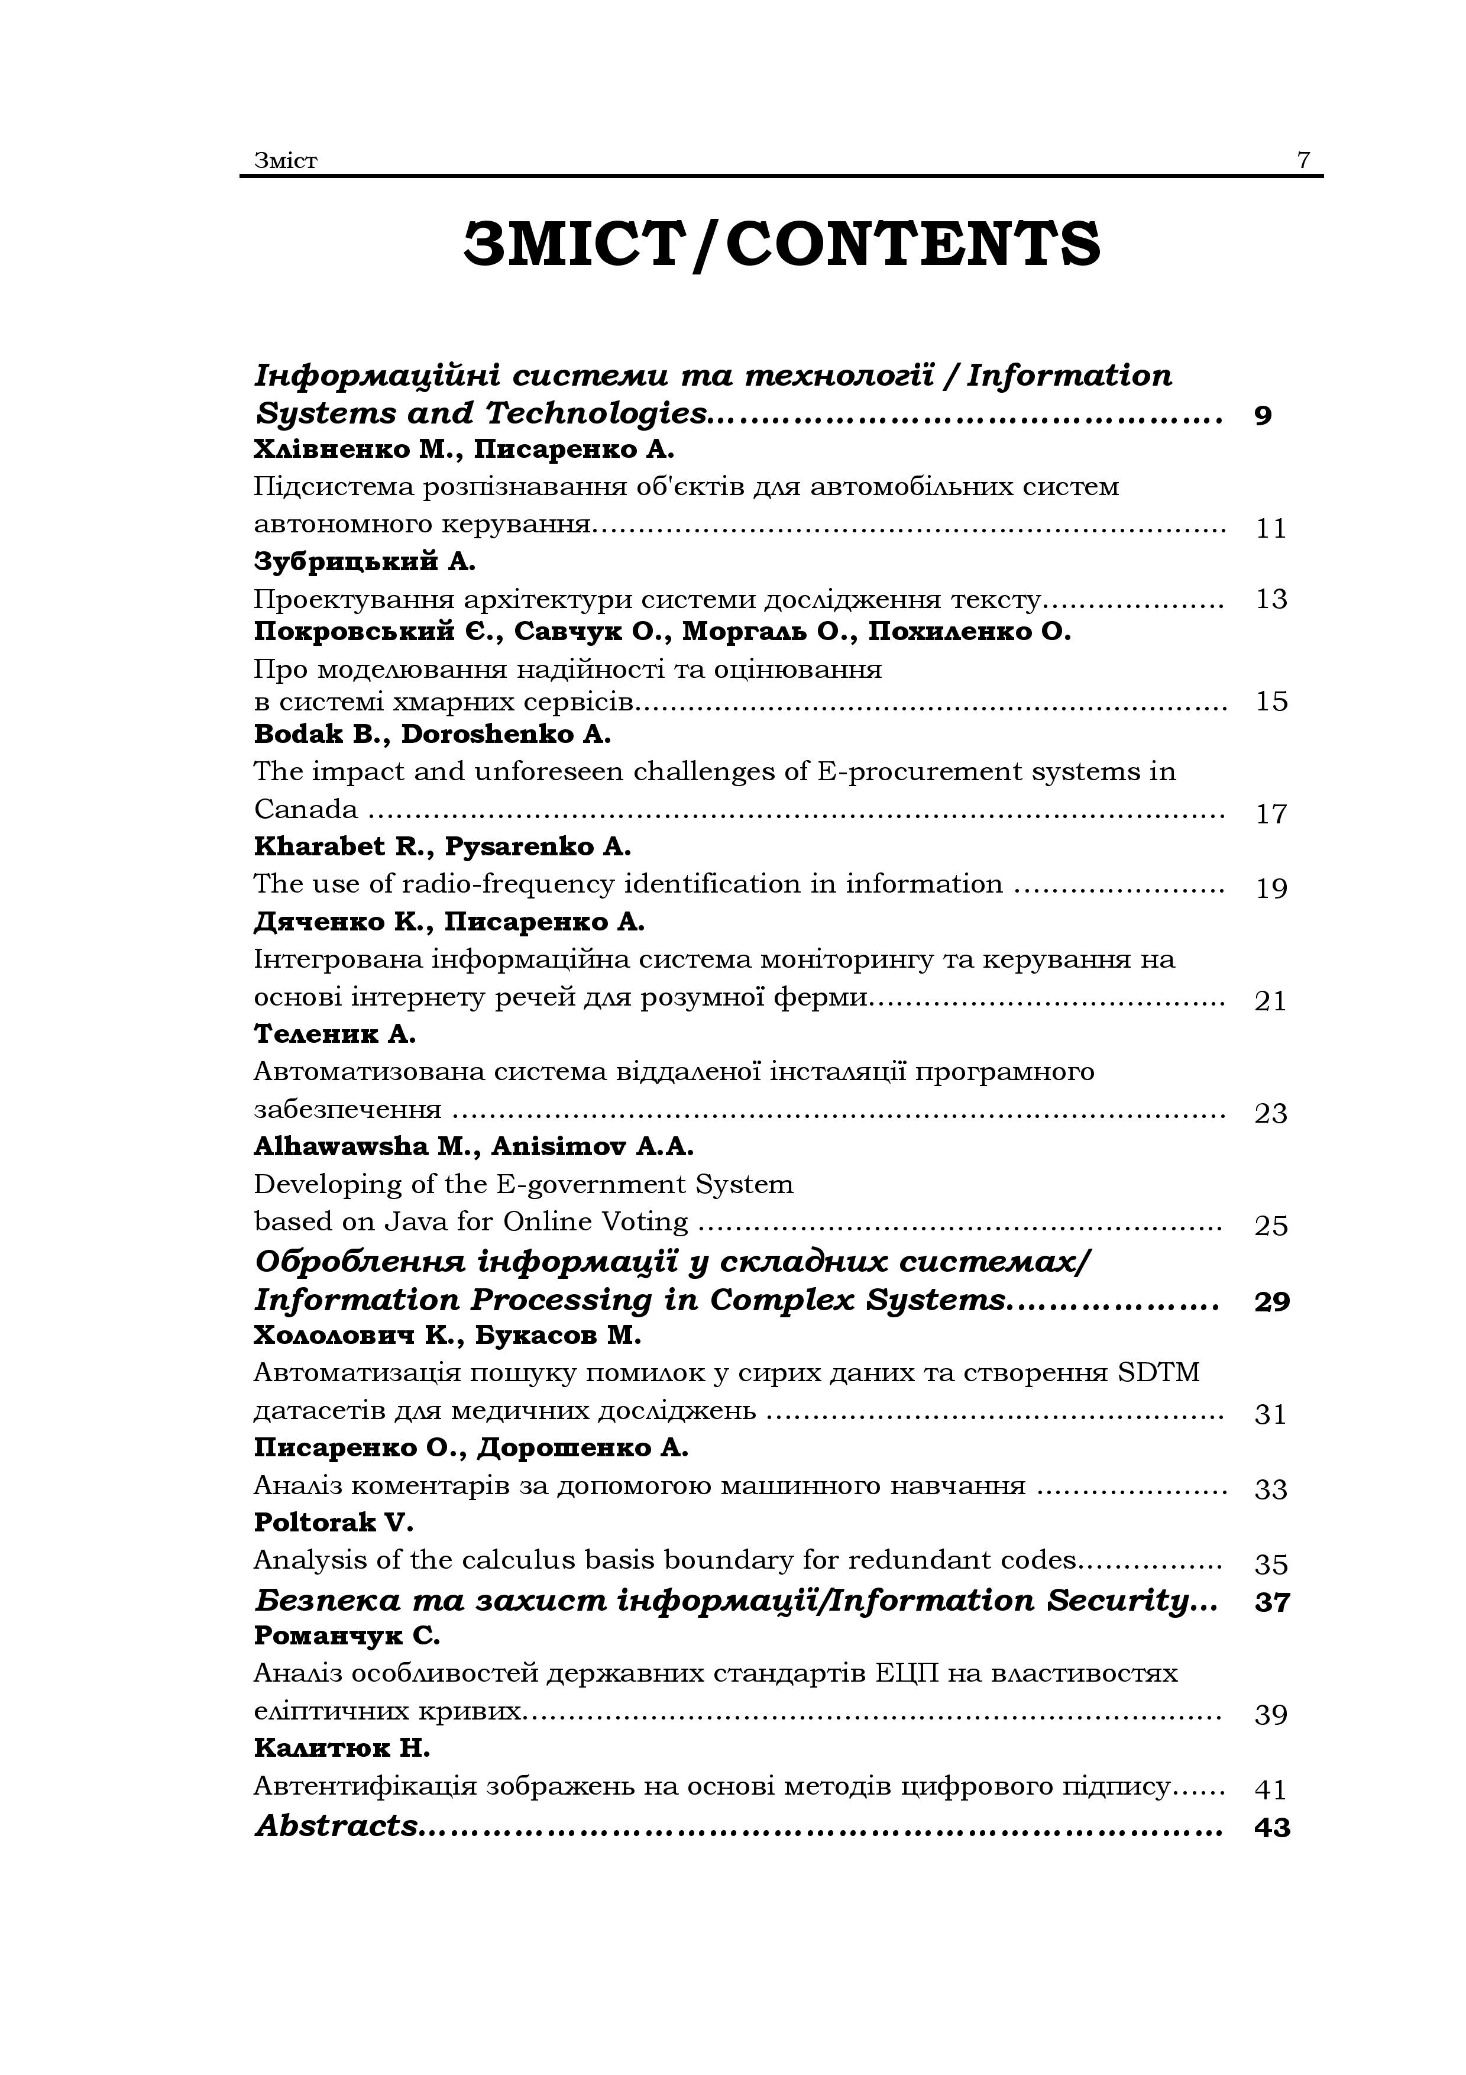 Зміст 7
ЗМІСТ/CONTENTS
Інформаційні системи та технології / Information
Systems and Technologies…………………………………………. 9
Хлівненко М., Писаренко А.
Підсистема розпізнавання об'єктів для автомобільних систем
автономного керування…………………………………………………………… 11
Зубрицький А.
Проектування архітектури системи дослідження тексту……………….. 13
Покровський Є., Савчук О., Моргаль О., Похиленко О.
Про моделювання надійності та оцінювання
в системі хмарних сервісів……………………………………………………….. 15
Bodak B., Doroshenko A.
The impact and unforeseen challenges of E-procurement systems in
Canada ………………………………………………………………………………… 17
Kharabet R., Pysarenko A.
The use of radio-frequency identification in information ………………….. 19
Дяченко К., Писаренко А.
Інтегрована інформаційна система моніторингу та керування на
основі інтернету речей для розумної ферми………………………………… 21
Теленик А.
Автоматизована система віддаленої інсталяції програмного
забезпечення ………………………………………………………………………… 23
Alhawawsha M., Anisimov A.A.
Developing of the E-government System
based on Java for Online Voting ………………………………………………… 25
Оброблення інформації у складних системах/
Information Processing in Complex Systems.………………. 29
Хололович К., Букасов М.
Автоматизація пошуку помилок у сирих даних та створення SDTM
датасетів для медичних досліджень ………………………………………….. 31
Писаренко О., Дорошенко А.
Аналіз коментарів за допомогою машинного навчання ………………… 33
Poltorak V.
Analysis of the calculus basis boundary for redundant codes.…………… 35
Безпека та захист інформації/Information Security… 37
Романчук С.
Аналіз особливостей державних стандартів ЕЦП на властивостях
еліптичних кривих………………………………………………………………….. 39
Калитюк Н.
Автентифікація зображень на основі методів цифрового підпису…… 41
Abstracts………………………………………………………………… 43